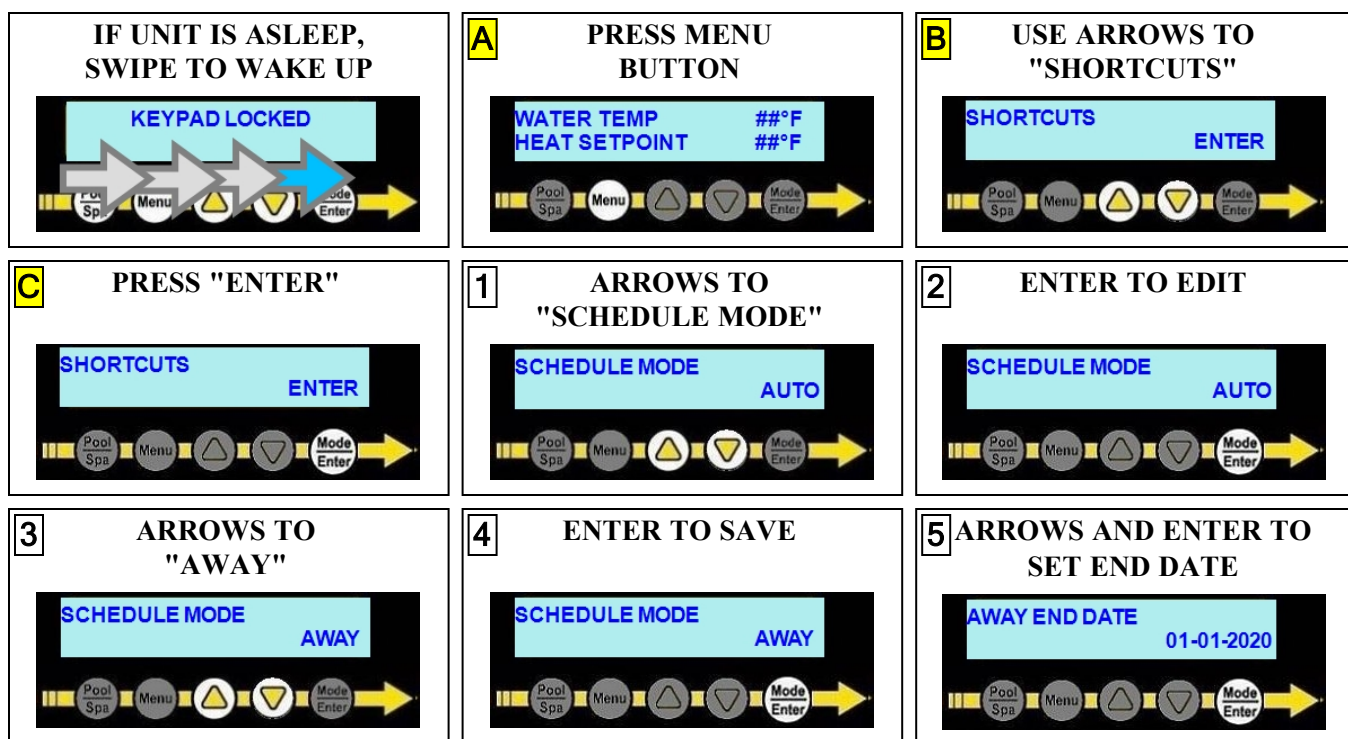 IF UNIT IS ASLEEP,
SWIPE TO WAKE UP
KEYPAD LOCKED
Pool
Spa
Menu
Mode
Enter
A
PRESS MENU
BUTTON
WATER TEMP ##°F
HEAT SETPOINT ##°F
Pool
Spa
Menu
Mode
Enter
B
USE ARROWS TO
"SHORTCUTS"
SHORTCUTS
ENTER
Pool
Spa
Menu
Mode
Enter
C
PRESS "ENTER"
SHORTCUTS
ENTER
Pool
Spa
Menu
Mode
Enter
1
ARROWS TO
"SCHEDULE MODE"
SCHEDULE MODE
AUTO
Pool
Spa
Menu
Mode
Enter
2
ENTER TO EDIT
SCHEDULE MODE
AUTO
Pool
Spa
Menu
Mode
Enter
3
ARROWS TO
"AWAY"
SCHEDULE MODE
AWAY
Pool
Spa
Menu
Mode
Enter
4
ENTER TO SAVE
SCHEDULE MODE
AWAY
Pool
Spa
Menu
Mode
Enter
5
ARROWS AND ENTER TO
SET END DATE
AWAY END DATE
01-01-2020
Pool
Spa
Menu
Mode
Enter